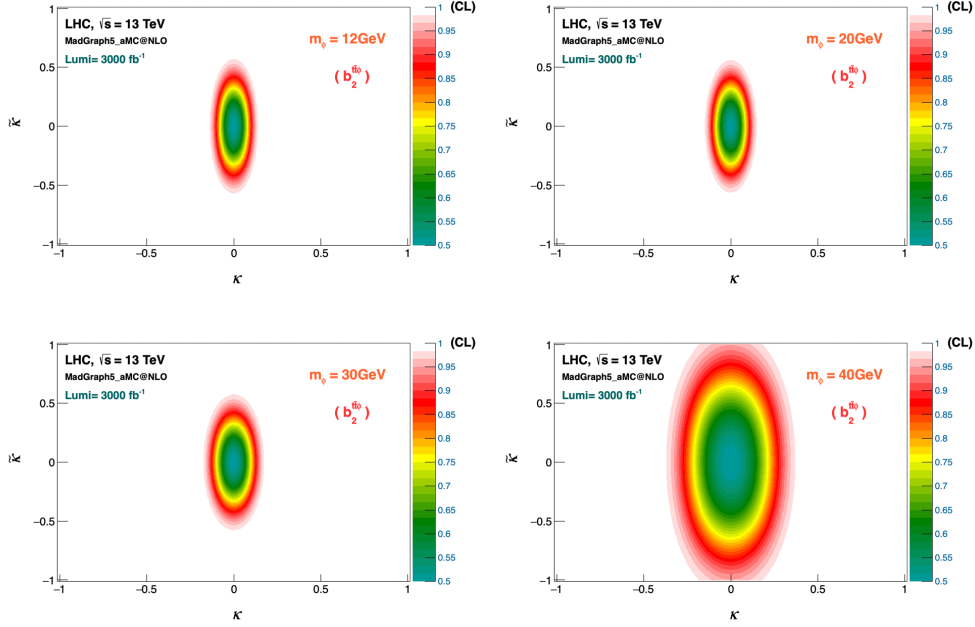 LHC, √s = 13 TeV
MadGraph5_aMC@NLO
Lumi= 3000 fb⁻¹
mϕ = 12GeV
( b₂^{tt̄ϕ} )
(CL)
1
0.5
0
−0.5
−1
κ̃
−1
−0.5
0
0.5
1
κ
1
0.95
0.9
0.85
0.8
0.75
0.7
0.65
0.6
0.55
0.5
LHC, √s = 13 TeV
MadGraph5_aMC@NLO
Lumi= 3000 fb⁻¹
mϕ = 20GeV
( b₂^{tt̄ϕ} )
(CL)
1
0.5
0
−0.5
−1
κ̃
−1
−0.5
0
0.5
1
κ
1
0.95
0.9
0.85
0.8
0.75
0.7
0.65
0.6
0.55
0.5
LHC, √s = 13 TeV
MadGraph5_aMC@NLO
Lumi= 3000 fb⁻¹
mϕ = 30GeV
( b₂^{tt̄ϕ} )
(CL)
1
0.5
0
−0.5
−1
κ̃
−1
−0.5
0
0.5
1
κ
1
0.95
0.9
0.85
0.8
0.75
0.7
0.65
0.6
0.55
0.5
LHC, √s = 13 TeV
MadGraph5_aMC@NLO
Lumi= 3000 fb⁻¹
mϕ = 40GeV
( b₂^{tt̄ϕ} )
(CL)
1
0.5
0
−0.5
−1
κ̃
−1
−0.5
0
0.5
1
κ
1
0.95
0.9
0.85
0.8
0.75
0.7
0.65
0.6
0.55
0.5